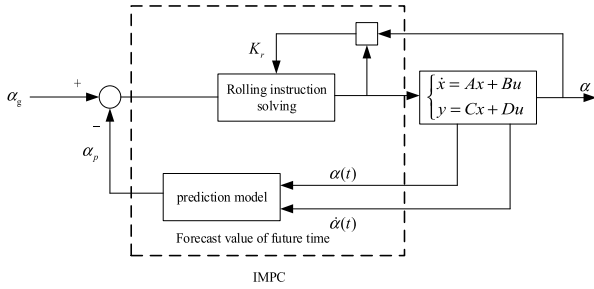 K_r
α_g
+
−
α_p
Rolling instruction
solving
ẋ = Ax + Bu
y = Cx + Du
α
prediction model
α(t)
α̇(t)
Forecast value of future time
IMPC